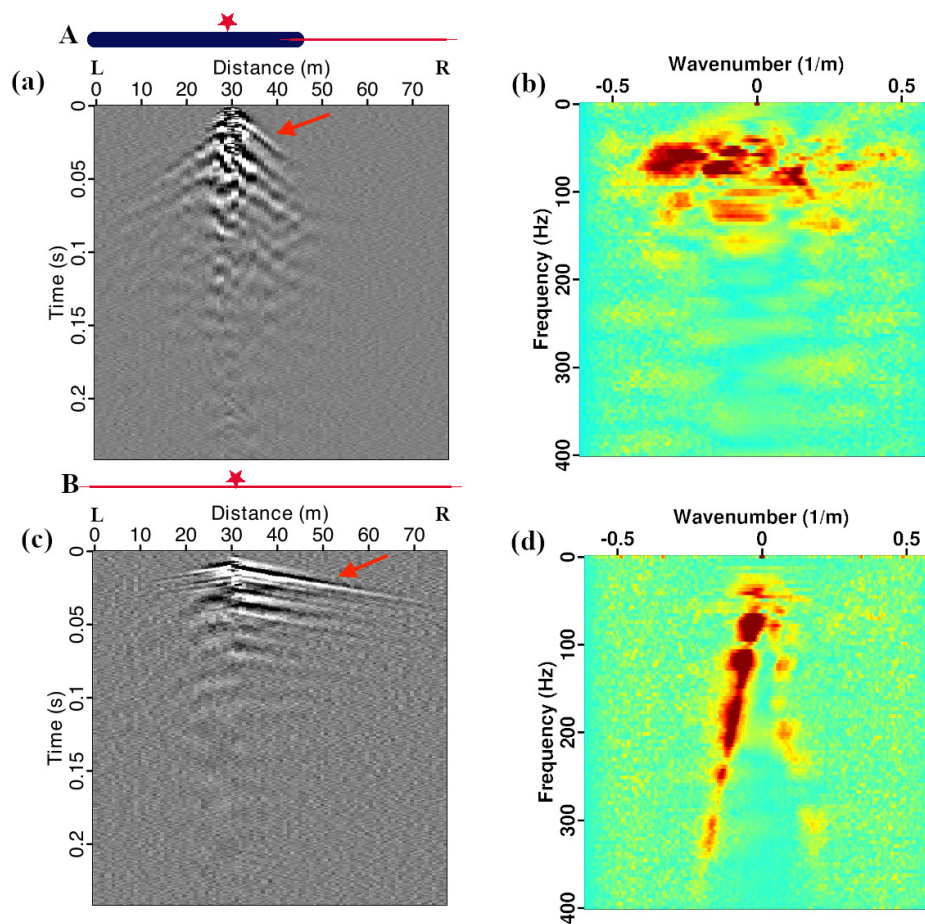 A
L Distance (m) R
(a)
0 10 20 30 40 50 60 70
0
0.05
0.1
0.15
0.2
Time (s)
(b)
Wavenumber (1/m)
-0.5 0 0.5
0
100
200
300
400
Frequency (Hz)
B
L Distance (m) R
(c)
0 10 20 30 40 50 60 70
0
0.05
0.1
0.15
0.2
Time (s)
(d)
Wavenumber (1/m)
-0.5 0 0.5
0
100
200
300
400
Frequency (Hz)